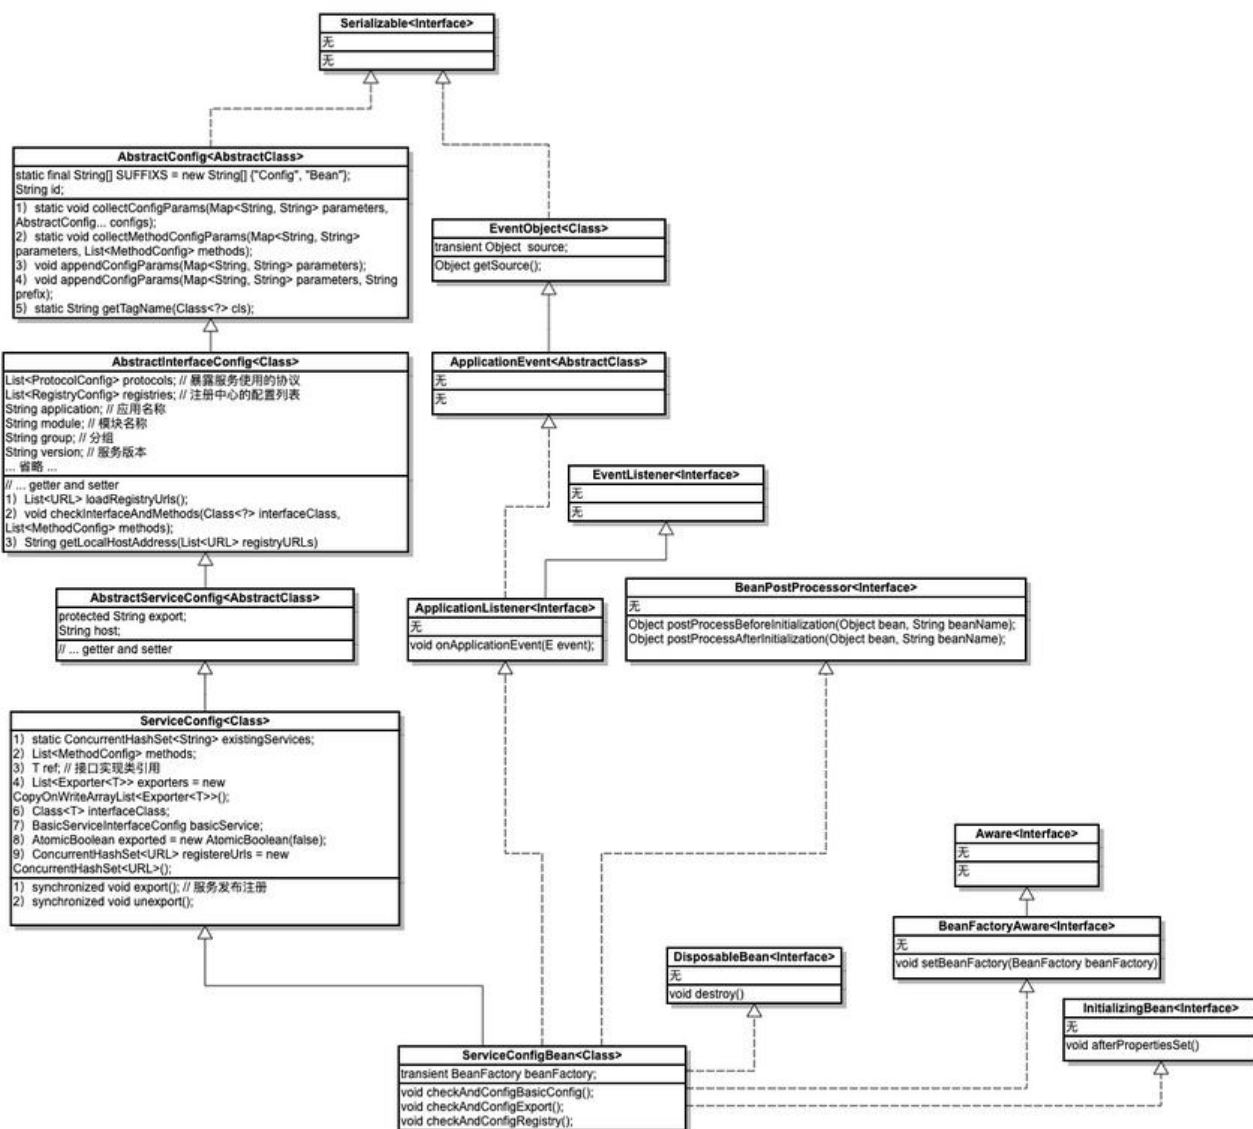 Serializable<Interface>
无
无
AbstractConfig<AbstractClass>
static final String[] SUFFIXS = new String[] {"Config", "Bean"};
String id;
1）static void collectConfigParams(Map<String, String> parameters,
AbstractConfig... configs);
2）static void collectMethodConfigParams(Map<String, String>
parameters, List<MethodConfig> methods);
3）void appendConfigParams(Map<String, String> parameters);
4）void appendConfigParams(Map<String, String> parameters, String
prefix);
5）static String getTagName(Class<?> cls);
EventObject<Class>
transient Object source;
Object getSource();
AbstractInterfaceConfig<Class>
List<ProtocolConfig> protocols; // 暴露服务使用的协议
List<RegistryConfig> registries; // 注册中心的配置列表
String application; // 应用名称
String module; // 模块名称
String group; // 分组
String version; // 服务版本
... 省略 ...
// ... getter and setter
1）List<URL> loadRegistryUrls();
2）void checkInterfaceAndMethods(Class<?> interfaceClass,
List<MethodConfig> methods);
3）String getLocalHostAddress(List<URL> registryURLs)
ApplicationEvent<AbstractClass>
无
无
EventListener<Interface>
无
无
AbstractServiceConfig<AbstractClass>
protected String export;
String host;
// ... getter and setter
ApplicationListener<Interface>
无
void onApplicationEvent(E event);
BeanPostProcessor<Interface>
无
Object postProcessBeforeInitialization(Object bean, String beanName);
Object postProcessAfterInitialization(Object bean, String beanName);
ServiceConfig<Class>
1）static ConcurrentHashSet<String> existingServices;
2）List<MethodConfig> methods;
3）T ref; // 接口实现类引用
4）List<Exporter<T>> exporters = new
CopyOnWriteArrayList<Exporter<T>>();
6）Class<T> interfaceClass;
7）BasicServiceInterfaceConfig basicService;
8）AtomicBoolean exported = new AtomicBoolean(false);
9）ConcurrentHashSet<URL> registereUrls = new
ConcurrentHashSet<URL>();
1）synchronized void export(); // 服务发布注册
2）synchronized void unexport();
Aware<Interface>
无
无
BeanFactoryAware<Interface>
无
void setBeanFactory(BeanFactory beanFactory)
DisposableBean<Interface>
无
void destroy()
InitializingBean<Interface>
无
void afterPropertiesSet()
ServiceConfigBean<Class>
transient BeanFactory beanFactory;
void checkAndConfigBasicConfig();
void checkAndConfigExport();
void checkAndConfigRegistry();